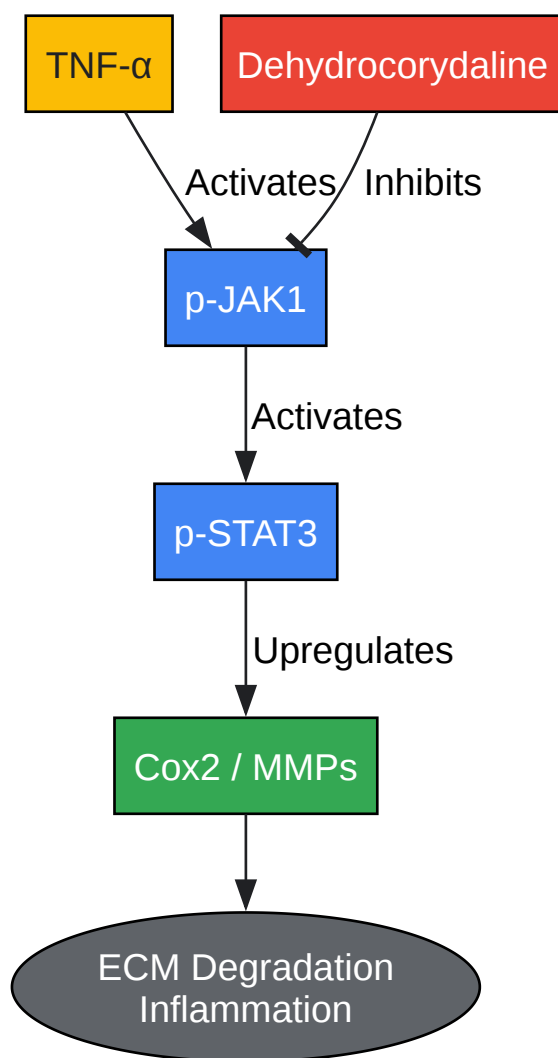 TNF-α
Dehydrocorydaline
Activates
Inhibits
p-JAK1
Activates
p-STAT3
Upregulates
Cox2 / MMPs
ECM Degradation
Inflammation